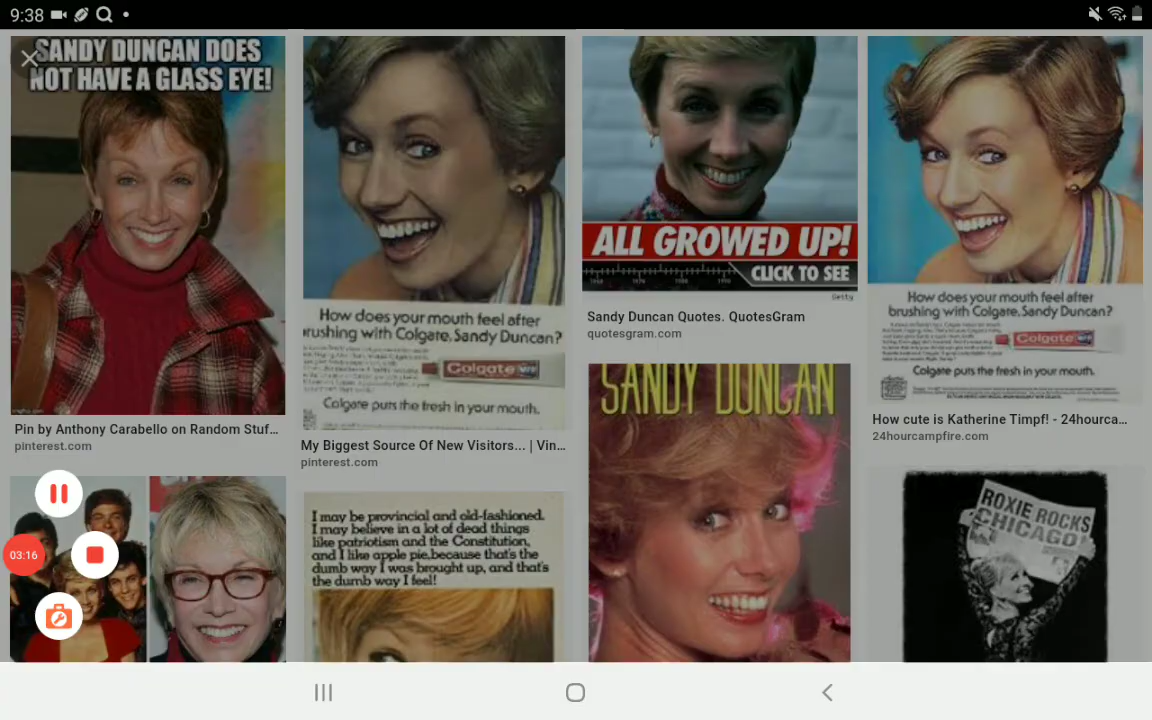 9:38
SANDY DUNCAN DOES
NOT HAVE A GLASS EYE!
Pin by Anthony Carabello on Random Stuf...
pinterest.com
03:16
How does your mouth feel after
brushing with Colgate, Sandy Duncan?
Colgate
Colgate puts the fresh in your mouth.
My Biggest Source Of New Visitors... | Vin...
pinterest.com
I may be provincial and old-fashioned.
I may believe in a lot of dead things
like patriotism and the Constitution,
and I like apple pie,because that's the
dumb way I was brought up, and that's
the dumb way I feel!
ALL GROWED UP!
CLICK TO SEE
Getty
Sandy Duncan Quotes. QuotesGram
quotesgram.com
SANDY DUNCAN
How does your mouth feel after
brushing with Colgate, Sandy Duncan?
Colgate
Colgate puts the fresh in your mouth.
How cute is Katherine Timpf! - 24hourca...
24hourcampfire.com
ROXIE ROCKS
CHICAGO!